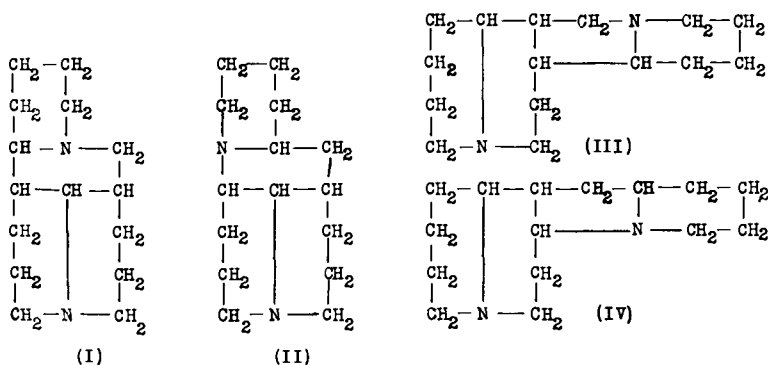 CH₂—CH₂
CH₂ CH₂
CH—N—CH₂
CH—CH—CH
CH₂ CH₂
CH₂ CH₂
CH₂—N—CH₂
(I)
CH₂—CH₂
CH₂ CH₂
N—CH—CH₂
CH—CH—CH
CH₂ CH₂
CH₂ CH₂
CH₂—N—CH₂
(II)
CH₂—CH—CH—CH₂—N—CH₂—CH₂
CH₂ CH—CH—CH₂—CH₂
CH₂ CH₂
CH₂—N—CH₂ (III)
CH₂—CH—CH—CH₂—CH—CH₂—CH₂
CH₂ CH—N—CH₂—CH₂
CH₂ CH₂
CH₂—N—CH₂ (IV)